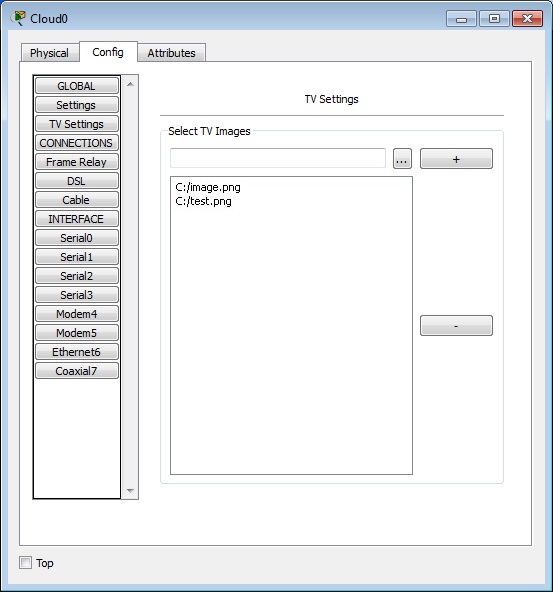 Cloud0
Physical Config Attributes
GLOBAL
Settings
TV Settings
CONNECTIONS
Frame Relay
DSL
Cable
INTERFACE
Serial0
Serial1
Serial2
Serial3
Modem4
Modem5
Ethernet6
Coaxial7
TV Settings
Select TV Images
... +
C:/image.png
C:/test.png
-
Top